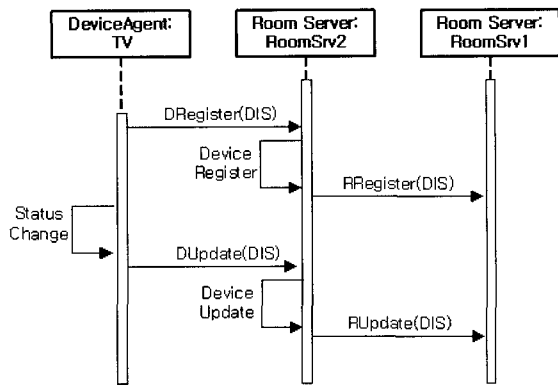 DeviceAgent:
TV
Room Server:
RoomSrv2
Room Server:
RoomSrv1
DRegister(DIS)
Device
Register
RRegister(DIS)
Status
Change
DUpdate(DIS)
Device
Update
RUpdate(DIS)